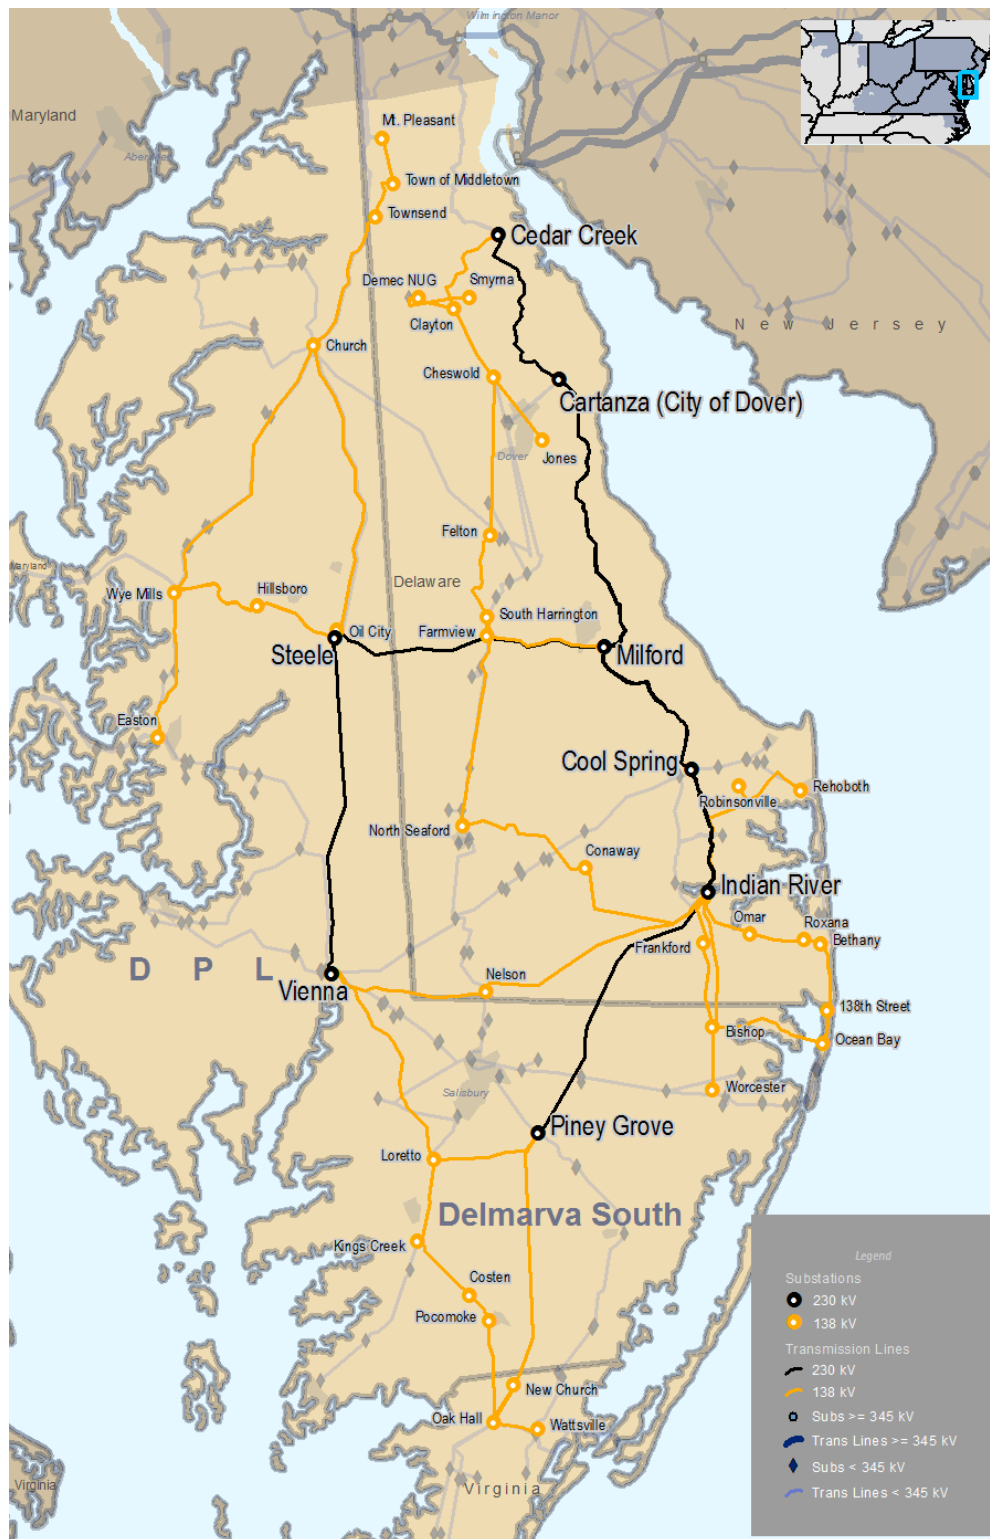 Wilmington Manor
Maryland
Mt. Pleasant
Town of Middletown
Townsend
Cedar Creek
Demec NUG
Smyrna
Clayton
New Jersey
Church
Cheswold
Cartanza (City of Dover)
Dover
Jones
Felton
Maryland
Delaware
Wye Mills
Hillsboro
South Harrington
Oil City
Farmview
Steele
Milford
Easton
Cool Spring
Rehoboth
Robinsonville
North Seaford
Conaway
Indian River
Omar
Roxana
Bethany
Frankford
DPL
Nelson
Vienna
138th Street
Bishop
Ocean Bay
Salisbury
Worcester
Piney Grove
Loretto
Delmarva South
Kings Creek
Costen
Pocomoke
New Church
Oak Hall
Wattsville
Virginia
Virginia
Legend
Substations
230 kV
138 kV
Transmission Lines
230 kV
138 kV
Subs >= 345 kV
Trans Lines >= 345 kV
Subs < 345 kV
Trans Lines < 345 kV